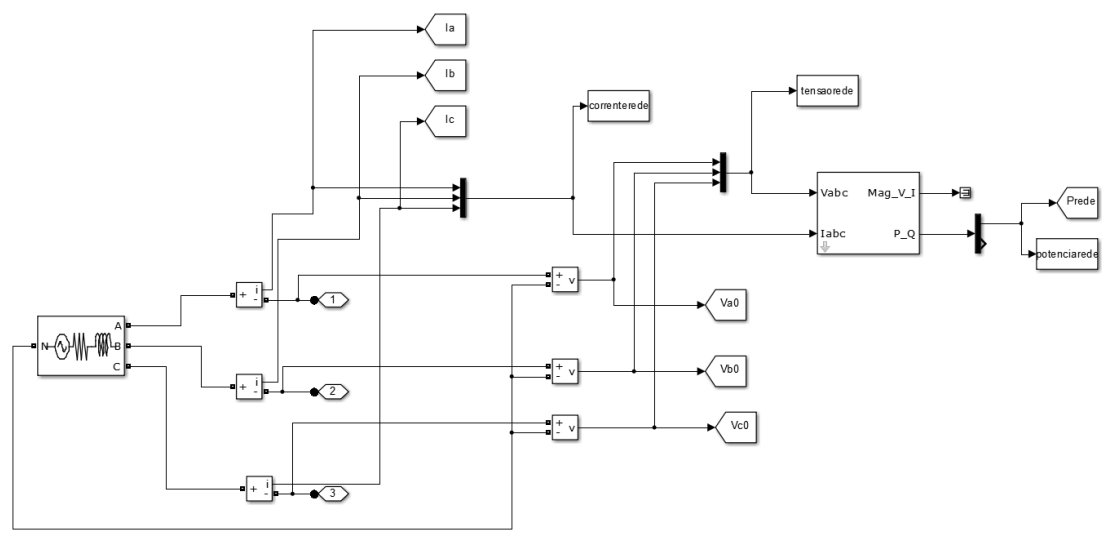 Ia
Ib
Ic
correnterede
tensaorede
Vabc
Mag_V_I
Iabc
P_Q
Prede
potenciarede
+
i
-
1
+
-
v
Va0
N
A
B
C
+
i
-
2
+
-
v
Vb0
+
-
v
Vc0
+
i
-
3